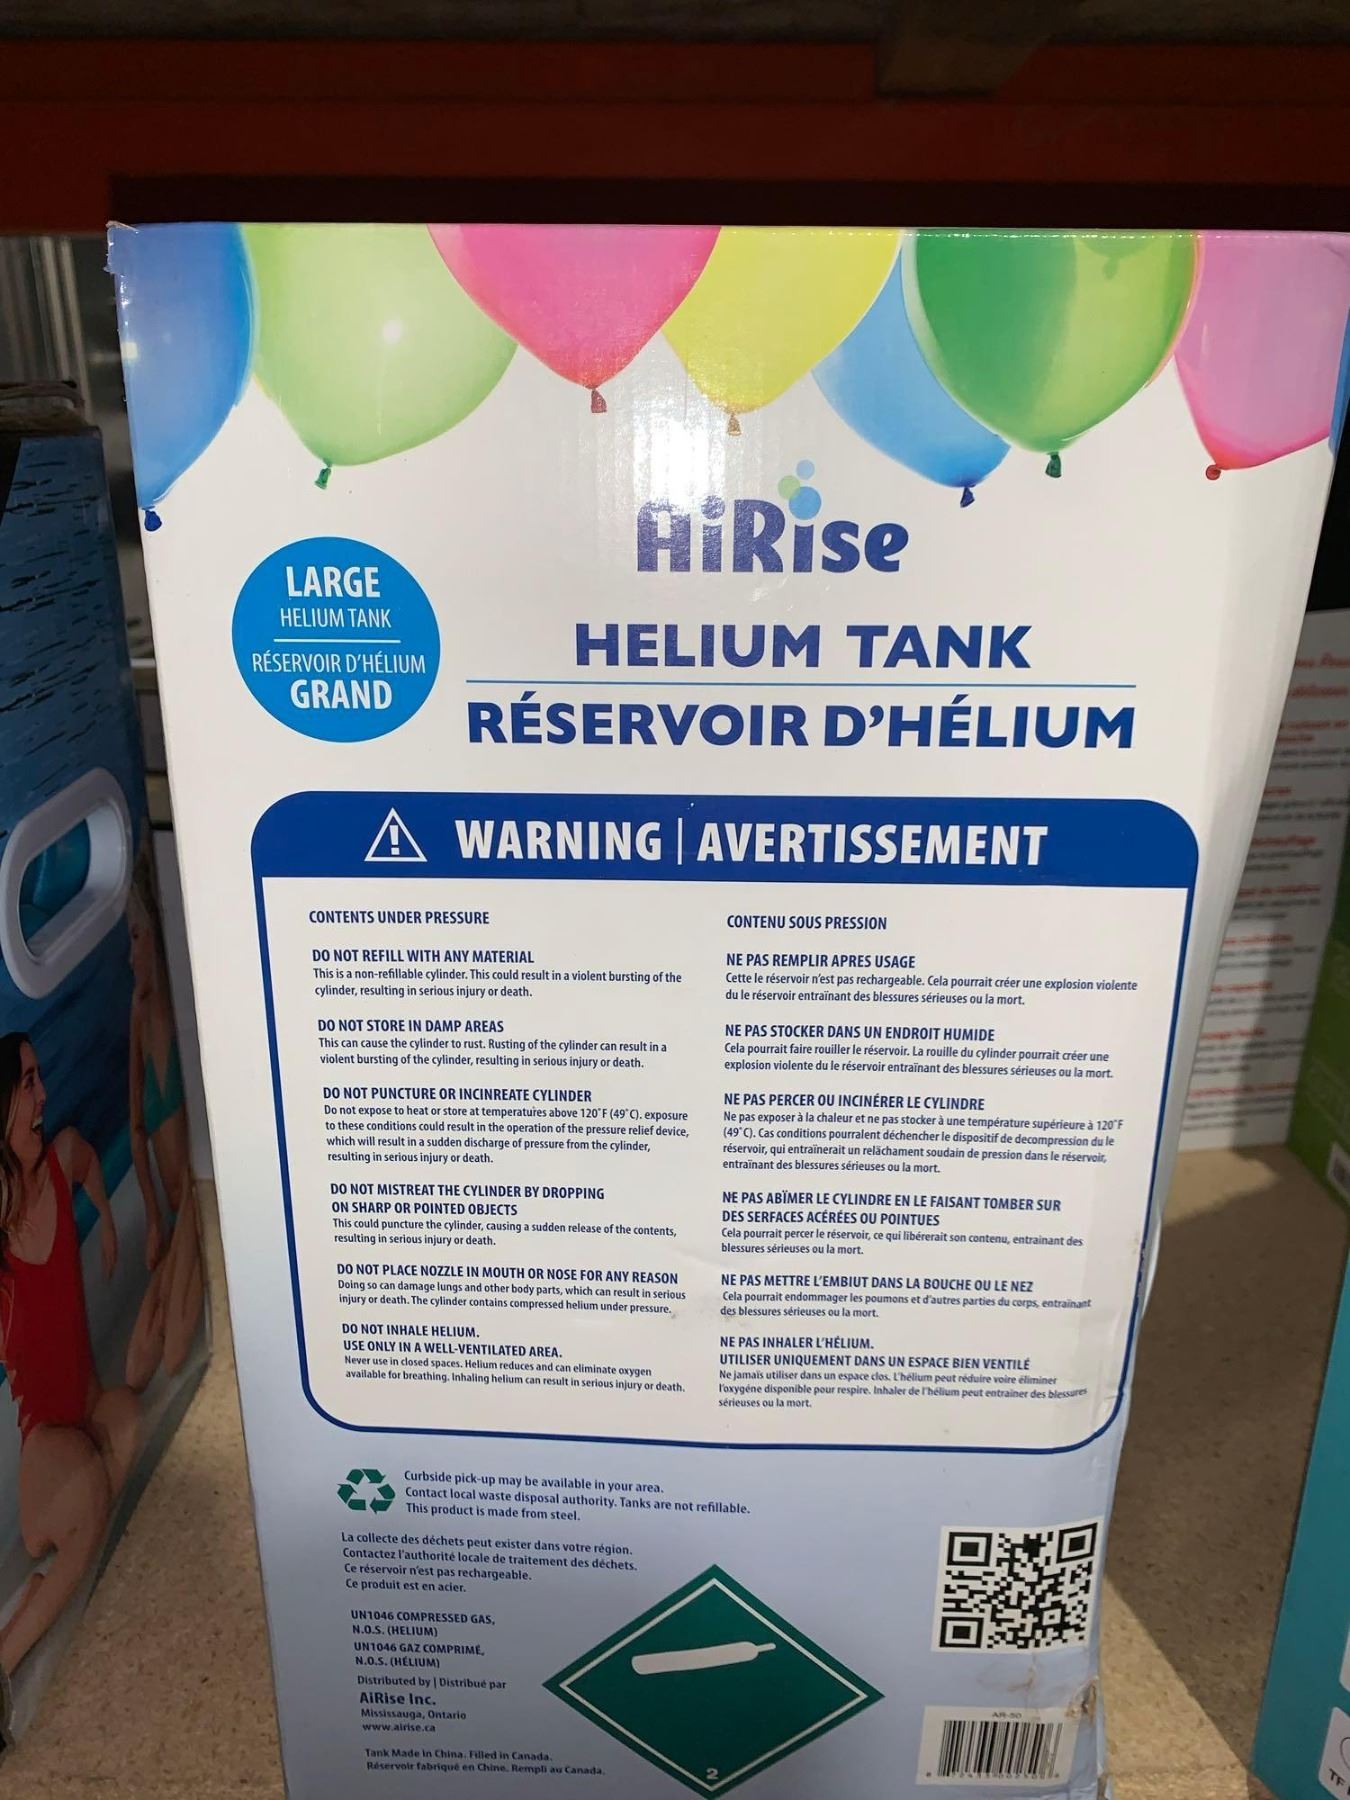 AiRise
LARGE
HELIUM TANK
RÉSERVOIR D'HÉLIUM
GRAND
HELIUM TANK
RÉSERVOIR D'HÉLIUM
WARNING | AVERTISSEMENT
CONTENTS UNDER PRESSURE
DO NOT REFILL WITH ANY MATERIAL
This is a non-refillable cylinder. This could result in a violent bursting of the
cylinder, resulting in serious injury or death.
DO NOT STORE IN DAMP AREAS
This can cause the cylinder to rust. Rusting of the cylinder can result in a
violent bursting of the cylinder, resulting in serious injury or death.
DO NOT PUNCTURE OR INCINREATE CYLINDER
Do not expose to heat or store at temperatures above 120°F (49°C). exposure
to these conditions could result in the operation of the pressure relief device,
which will result in a sudden discharge of pressure from the cylinder,
resulting in serious injury or death.
DO NOT MISTREAT THE CYLINDER BY DROPPING
ON SHARP OR POINTED OBJECTS
This could puncture the cylinder, causing a sudden release of the contents,
resulting in serious injury or death.
DO NOT PLACE NOZZLE IN MOUTH OR NOSE FOR ANY REASON
Doing so can damage lungs and other body parts, which can result in serious
injury or death. The cylinder contains compressed helium under pressure.
DO NOT INHALE HELIUM.
USE ONLY IN A WELL-VENTILATED AREA.
Never use in closed spaces. Helium reduces and can eliminate oxygen
available for breathing. Inhaling helium can result in serious injury or death.
CONTENU SOUS PRESSION
NE PAS REMPLIR APRES USAGE
Cette le réservoir n'est pas rechargeable. Cela pourrait créer une explosion violente
du le réservoir entraïnant des blessures sérieuses ou la mort.
NE PAS STOCKER DANS UN ENDROIT HUMIDE
Cela pourrait faire rouiller le réservoir. La rouille du cylinder pourrait créer une
explosion violente du le réservoir entraïnant des blessures sérieuses ou la mort.
NE PAS PERCER OU INCINÉRER LE CYLINDRE
Ne pas exposer à la chaleur et ne pas stocker à une température supérieure à 120°F
(49°C). Cas conditions pourralent déchencher le dispositif de decompression du le
réservoir, qui entraïnerait un relâchament soudain de pression dans le réservoir,
entraïnant des blessures sérieuses ou la mort.
NE PAS ABÏMER LE CYLINDRE EN LE FAISANT TOMBER SUR
DES SERFACES ACÉRÉES OU POINTUES
Cela pourrait percer le réservoir, ce qui libérerait son contenu, entrainant des
blessures sérieuses ou la mort.
NE PAS METTRE L'EMBIUT DANS LA BOUCHE OU LE NEZ
Cela pourrait endommager les poumons et d'autres parties du corps, entraïnant
des blessures sérieuses ou la mort.
NE PAS INHALER L'HÉLIUM.
UTILISER UNIQUEMENT DANS UN ESPACE BIEN VENTILÉ
Ne jamais utiliser dans un espace clos. L'hélium peut réduire voire éliminer
l'oxygéne disponible pour respire. Inhaler de l'hélium peut entrainer des blessures
sérieuses ou la mort.
Curbside pick-up may be available in your area.
Contact local waste disposal authority. Tanks are not refillable.
This product is made from steel.
La collecte des déchets peut exister dans votre région.
Contactez l'authorité locale de traitement des déchets.
Ce réservoir n'est pas rechargeable.
Ce produit est en acier.
UN1046 COMPRESSED GAS,
N.O.S. (HELIUM)
UN1046 GAZ COMPRIMÉ,
N.O.S. (HÉLIUM)
Distributed by | Distribué par
AiRise Inc.
Mississauga, Ontario
www.airise.ca
Tank Made in China. Filled in Canada.
Réservoir fabriqué en Chine. Rempli au Canada.
2
AR-50
TF